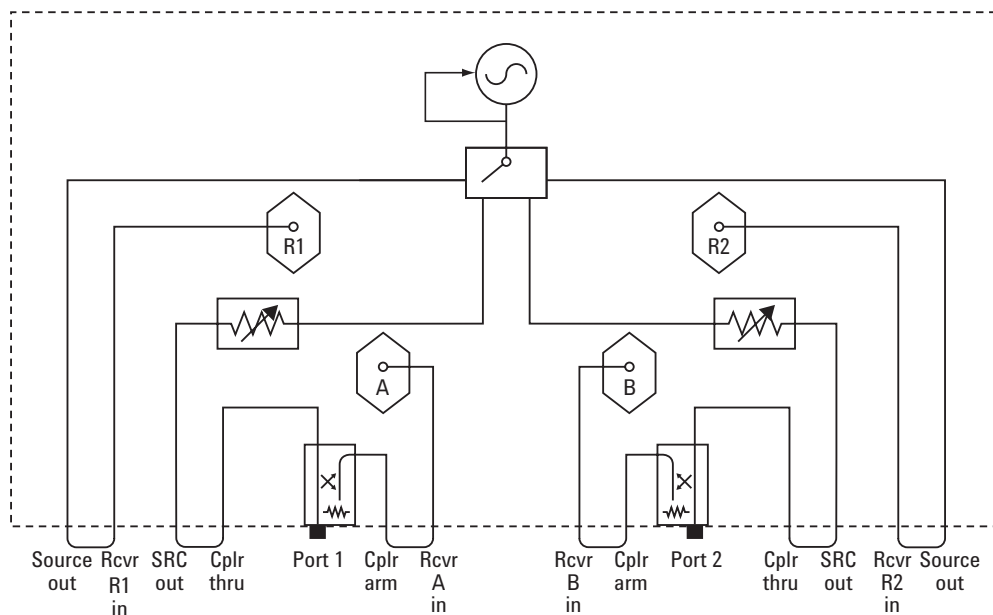 R1
R2
A
B
Source out
Rcvr R1 in
SRC out
Cplr thru
Port 1
Cplr arm
Rcvr A in
Rcvr B in
Cplr arm
Port 2
Cplr thru
SRC out
Rcvr R2 in
Source out